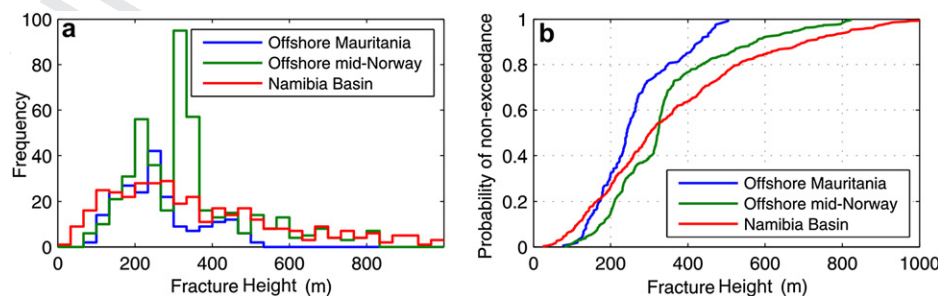 a
Offshore Mauritania
Offshore mid-Norway
Namibia Basin
Frequency
100
80
60
40
20
0
0 200 400 600 800
Fracture Height (m)
b
Probability of non-exceedance
1
0.8
0.6
0.4
0.2
0
Offshore Mauritania
Offshore mid-Norway
Namibia Basin
0 200 400 600 800 1000
Fracture Height (m)